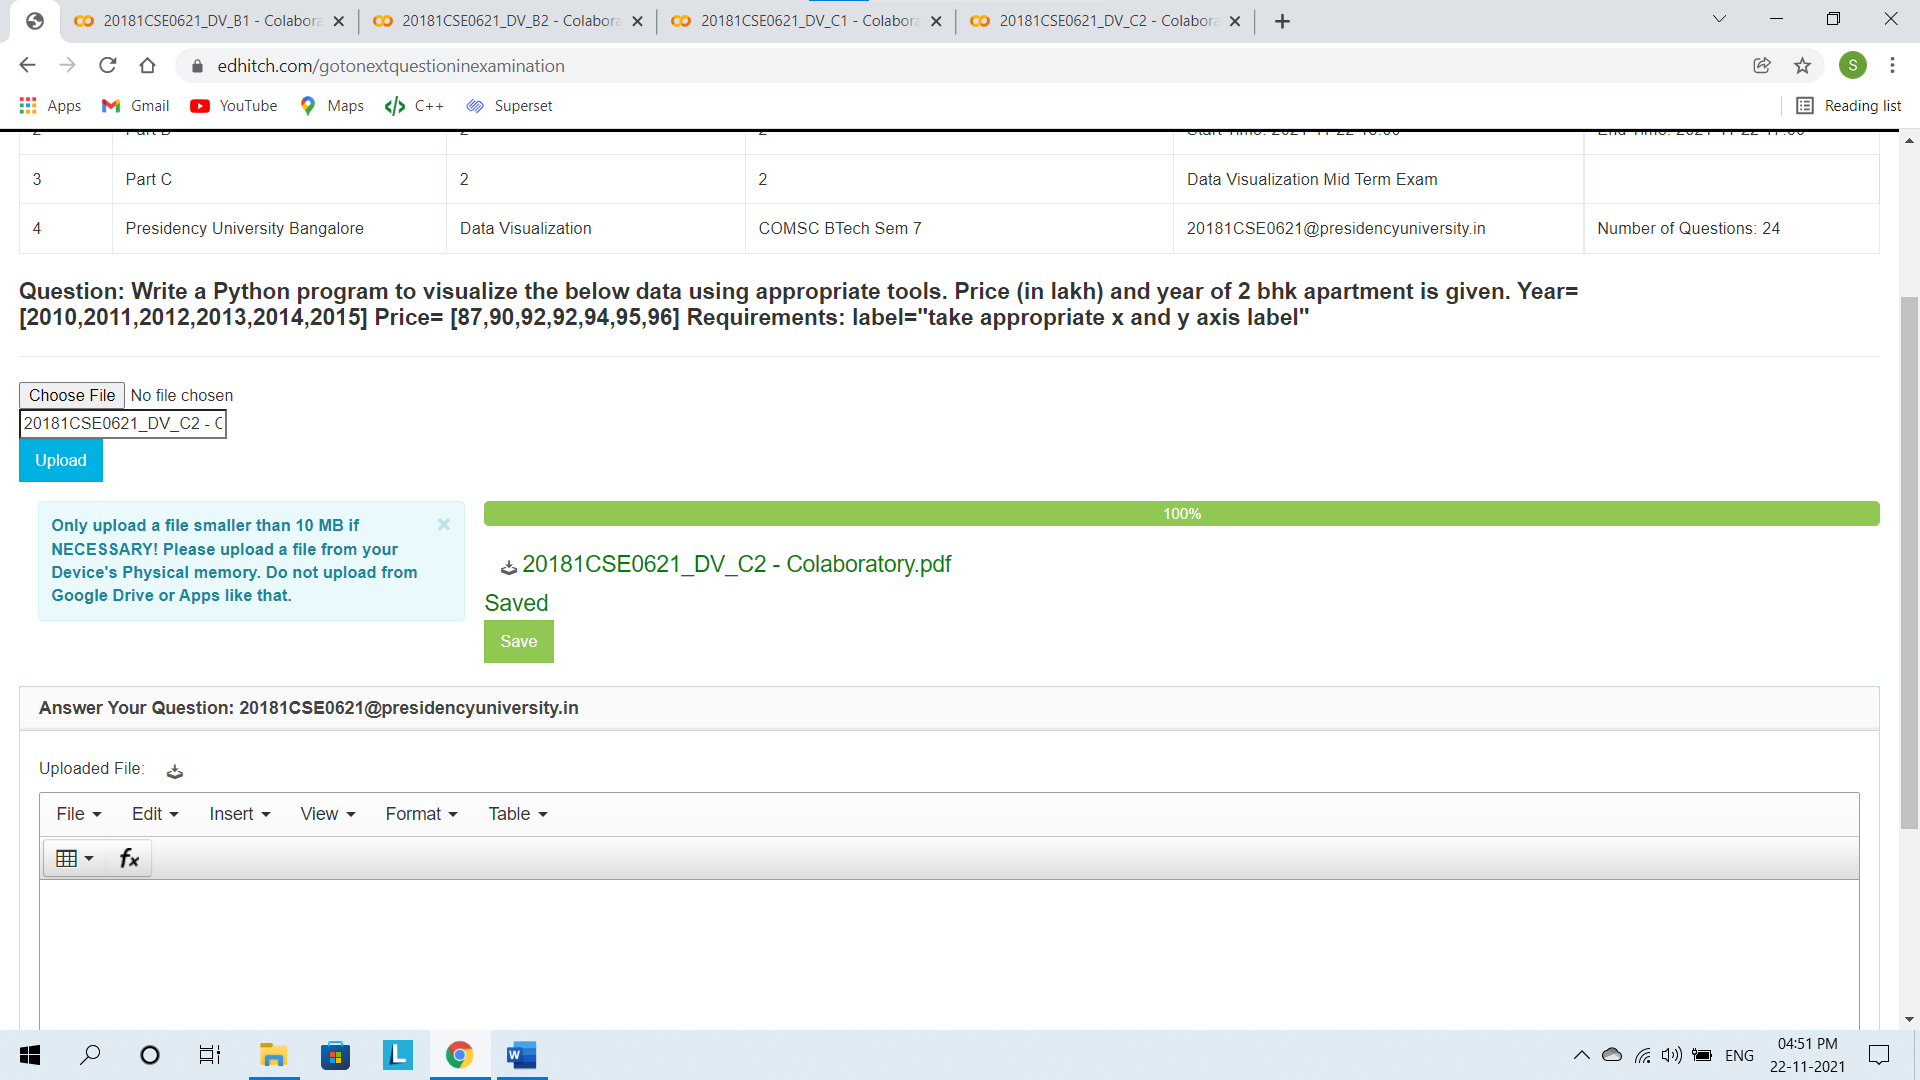 20181CSE0621_DV_B1 - Colabora
20181CSE0621_DV_B2 - Colabora
20181CSE0621_DV_C1 - Colabora
20181CSE0621_DV_C2 - Colabora
edhitch.com/gotonextquestioninexamination
S
Apps Gmail YouTube Maps C++ Superset Reading list
3 Part C 2 2 Data Visualization Mid Term Exam
4 Presidency University Bangalore Data Visualization COMSC BTech Sem 7 20181CSE0621@presidencyuniversity.in Number of Questions: 24
Question: Write a Python program to visualize the below data using appropriate tools. Price (in lakh) and year of 2 bhk apartment is given. Year=
[2010,2011,2012,2013,2014,2015] Price= [87,90,92,92,94,95,96] Requirements: label="take appropriate x and y axis label"
Choose File No file chosen
20181CSE0621_DV_C2 - C
Upload
Only upload a file smaller than 10 MB if
NECESSARY! Please upload a file from your
Device's Physical memory. Do not upload from
Google Drive or Apps like that.
100%
20181CSE0621_DV_C2 - Colaboratory.pdf
Saved
Save
Answer Your Question: 20181CSE0621@presidencyuniversity.in
Uploaded File:
File Edit Insert View Format Table
fx
ENG
04:51 PM
22-11-2021